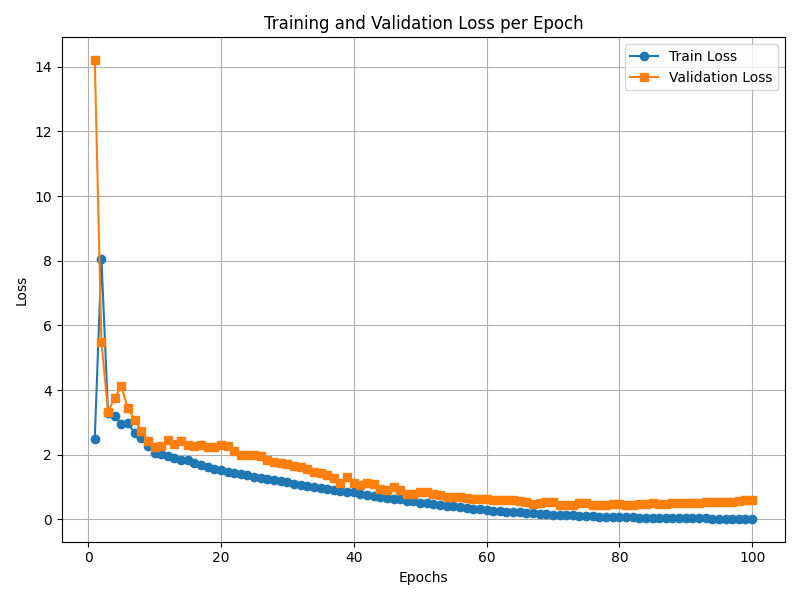 Training and Validation Loss per Epoch
Train Loss
Validation Loss
14
12
10
8
6
4
2
0
Loss
0 20 40 60 80 100
Epochs